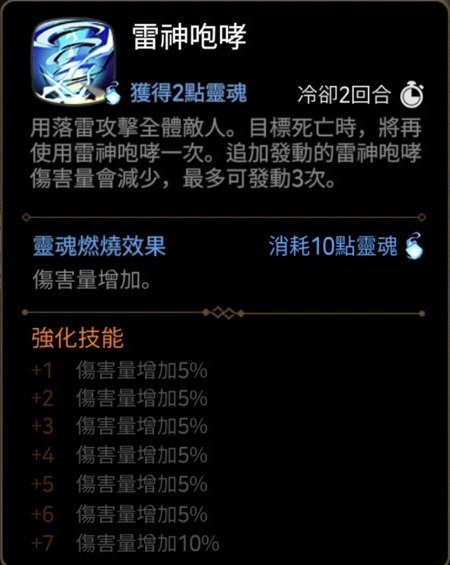 雷神咆哮
獲得2點靈魂 冷卻2回合
用落雷攻擊全體敵人。目標死亡時，將再
使用雷神咆哮一次。追加發動的雷神咆哮
傷害量會減少，最多可發動3次。
靈魂燃燒效果 消耗10點靈魂
傷害量增加。
強化技能
+1 傷害量增加5%
+2 傷害量增加5%
+3 傷害量增加5%
+4 傷害量增加5%
+5 傷害量增加5%
+6 傷害量增加5%
+7 傷害量增加10%